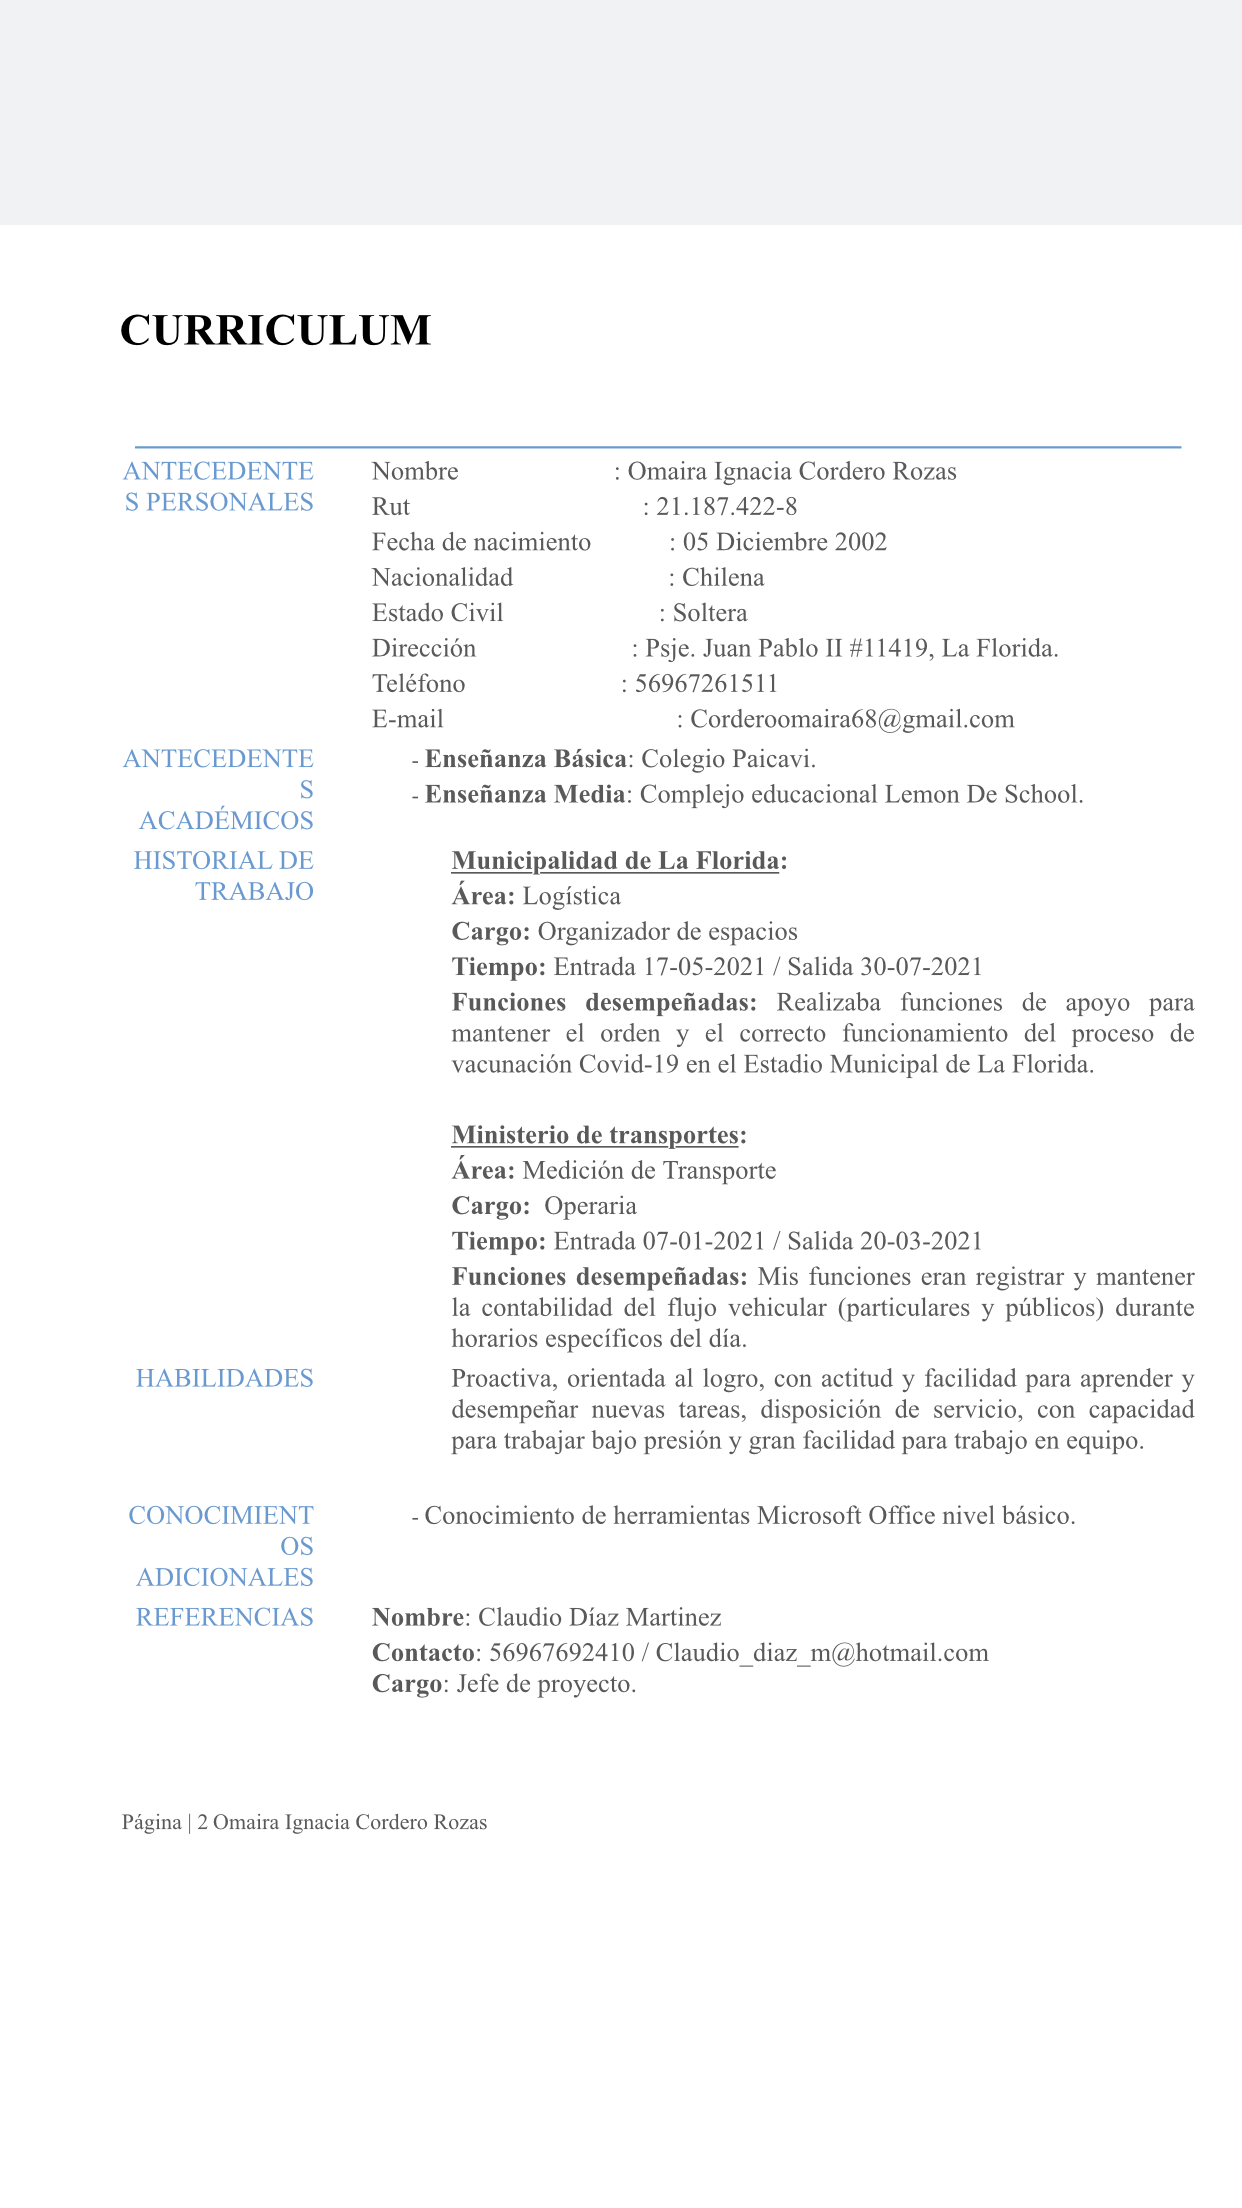 CURRICULUM
ANTECEDENTE
S PERSONALES
Nombre : Omaira Ignacia Cordero Rozas
Rut : 21.187.422-8
Fecha de nacimiento : 05 Diciembre 2002
Nacionalidad : Chilena
Estado Civil : Soltera
Dirección : Psje. Juan Pablo II #11419, La Florida.
Teléfono : 56967261511
E-mail : Corderoomaira68@gmail.com
ANTECEDENTE
S
ACADÉMICOS
- Enseñanza Básica: Colegio Paicavi.
- Enseñanza Media: Complejo educacional Lemon De School.
HISTORIAL DE
TRABAJO
Municipalidad de La Florida:
Área: Logística
Cargo: Organizador de espacios
Tiempo: Entrada 17-05-2021 / Salida 30-07-2021
Funciones desempeñadas: Realizaba funciones de apoyo para
mantener el orden y el correcto funcionamiento del proceso de
vacunación Covid-19 en el Estadio Municipal de La Florida.
Ministerio de transportes:
Área: Medición de Transporte
Cargo: Operaria
Tiempo: Entrada 07-01-2021 / Salida 20-03-2021
Funciones desempeñadas: Mis funciones eran registrar y mantener
la contabilidad del flujo vehicular (particulares y públicos) durante
horarios específicos del día.
HABILIDADES
Proactiva, orientada al logro, con actitud y facilidad para aprender y
desempeñar nuevas tareas, disposición de servicio, con capacidad
para trabajar bajo presión y gran facilidad para trabajo en equipo.
CONOCIMIENT
OS
ADICIONALES
- Conocimiento de herramientas Microsoft Office nivel básico.
REFERENCIAS
Nombre: Claudio Díaz Martinez
Contacto: 56967692410 / Claudio_diaz_m@hotmail.com
Cargo: Jefe de proyecto.
Página | 2 Omaira Ignacia Cordero Rozas